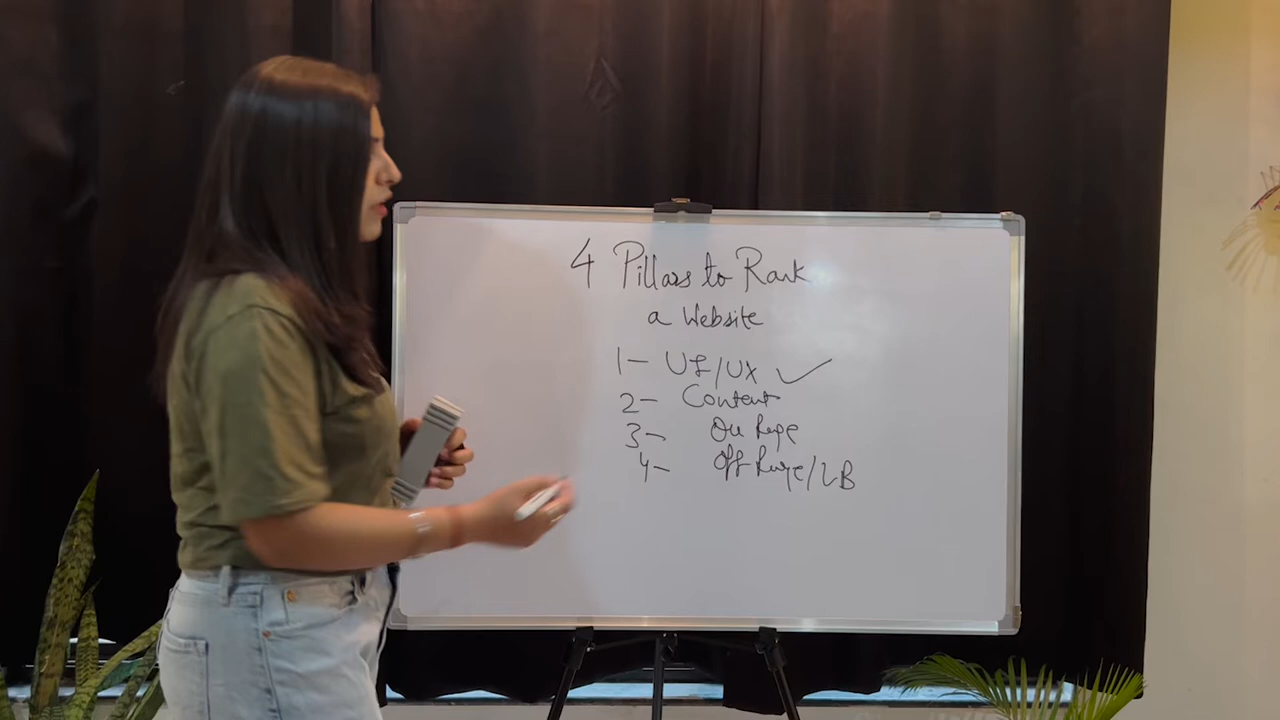 4 Pillars to Rank
a Website
1- UI/UX ✓
2- Content
3- On Page
4- Off Page/LB